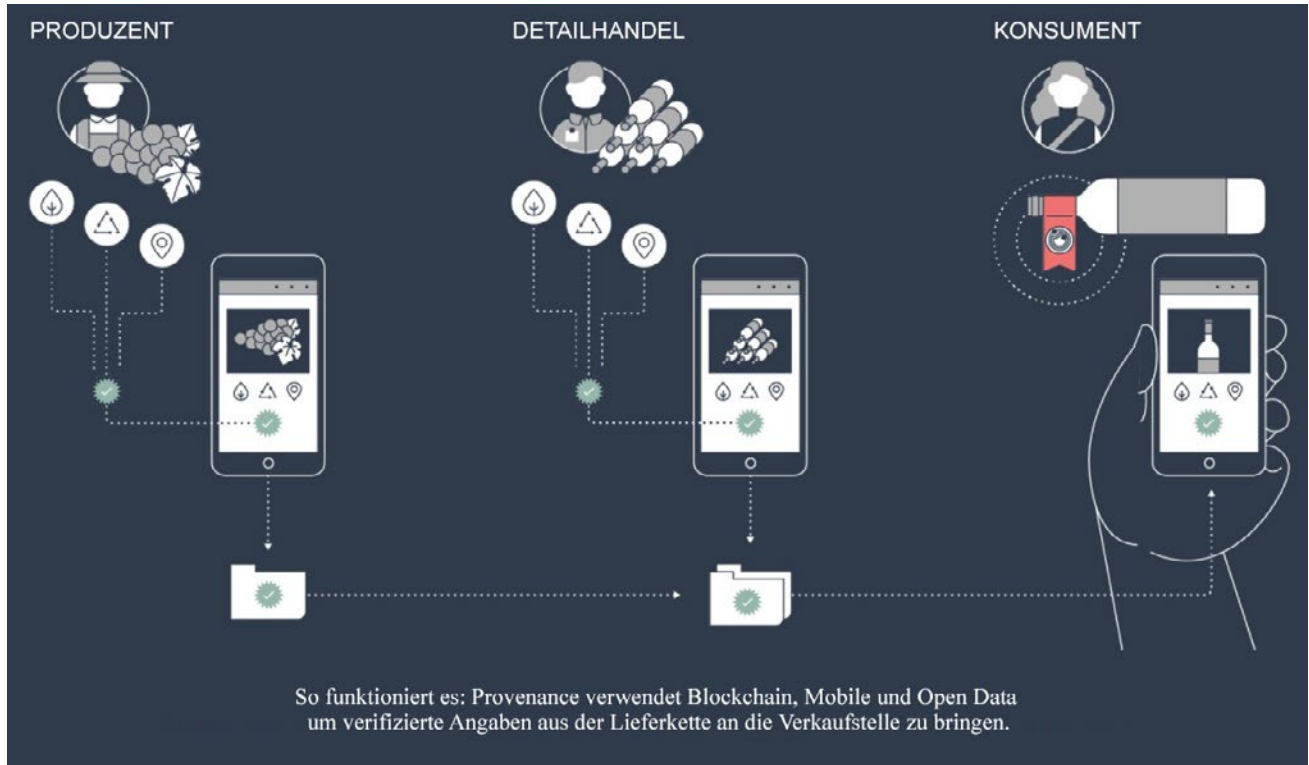 PRODUZENT
DETAILHANDEL
KONSUMENT
So funktioniert es: Provenance verwendet Blockchain, Mobile und Open Data
um verifizierte Angaben aus der Lieferkette an die Verkaufstelle zu bringen.